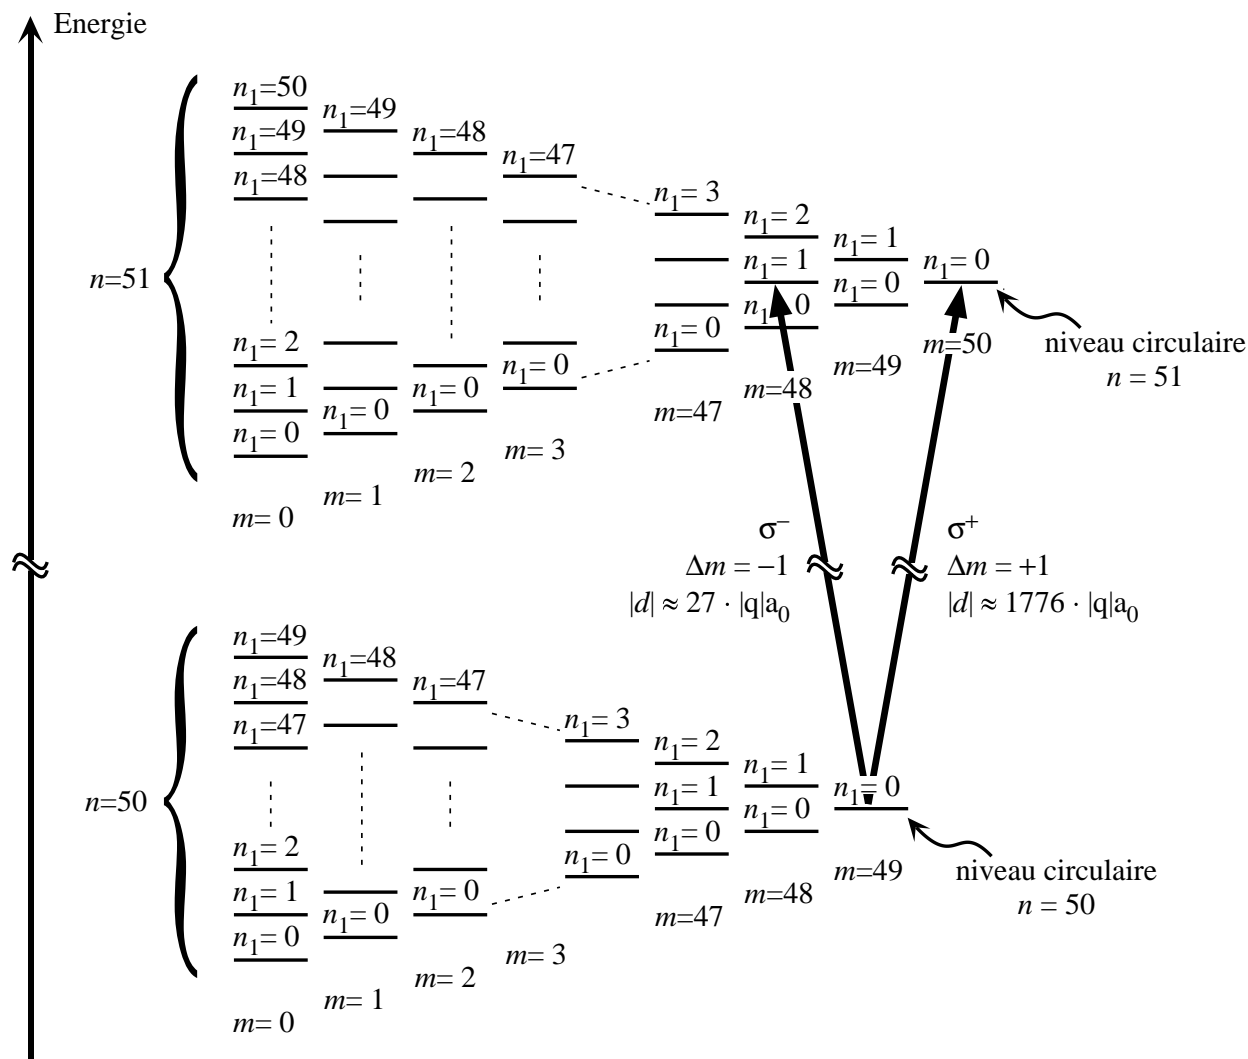 Energie
n₁=50
n₁=49
n₁=49
n₁=48
n₁=48
n₁=47
n₁= 3
n₁= 2
n₁= 1
n₁= 0
n₁= 1
n₁= 0
n₁= 0
n₁= 0
n=51
n₁= 2
n₁= 1
n₁= 0
n₁= 0
n₁= 0
n₁= 0
m= 0
m= 1
m= 2
m= 3
m=47
m=48
m=49
m=50
niveau circulaire
n = 51
σ⁻
Δm = −1
|d| ≈ 27 · |q|a₀
σ⁺
Δm = +1
|d| ≈ 1776 · |q|a₀
n₁=49
n₁=48
n₁=48
n₁=47
n₁=47
n₁= 3
n₁= 2
n₁= 1
n₁= 0
n₁= 1
n₁= 0
n₁= 0
n₁= 0
n=50
n₁= 2
n₁= 1
n₁= 0
n₁= 0
n₁= 0
m= 0
m= 1
m= 2
m= 3
m=47
m=48
m=49
niveau circulaire
n = 50